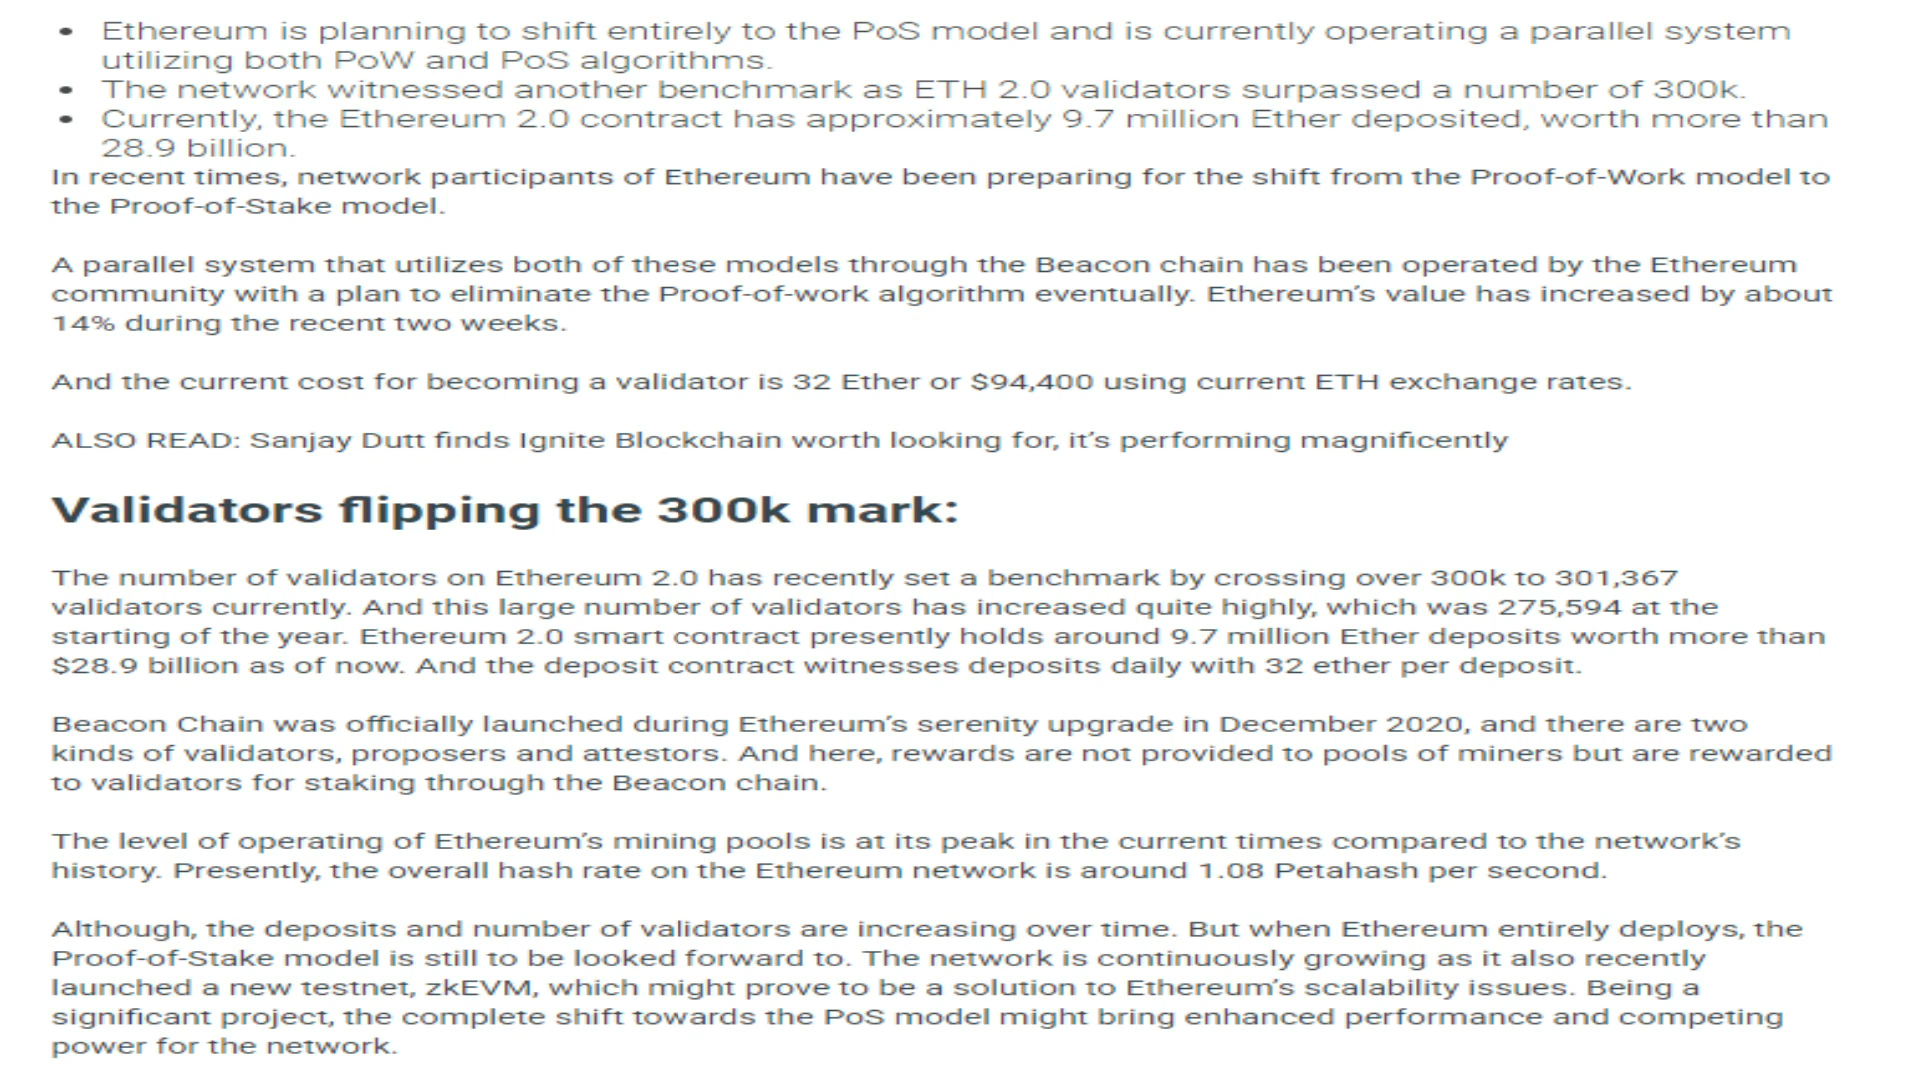 • Ethereum is planning to shift entirely to the PoS model and is currently operating a parallel system
utilizing both PoW and PoS algorithms.
• The network witnessed another benchmark as ETH 2.0 validators surpassed a number of 300k.
• Currently, the Ethereum 2.0 contract has approximately 9.7 million Ether deposited, worth more than
28.9 billion.
In recent times, network participants of Ethereum have been preparing for the shift from the Proof-of-Work model to
the Proof-of-Stake model.
A parallel system that utilizes both of these models through the Beacon chain has been operated by the Ethereum
community with a plan to eliminate the Proof-of-work algorithm eventually. Ethereum’s value has increased by about
14% during the recent two weeks.
And the current cost for becoming a validator is 32 Ether or $94,400 using current ETH exchange rates.
ALSO READ: Sanjay Dutt finds Ignite Blockchain worth looking for, it’s performing magnificently
Validators flipping the 300k mark:
The number of validators on Ethereum 2.0 has recently set a benchmark by crossing over 300k to 301,367
validators currently. And this large number of validators has increased quite highly, which was 275,594 at the
starting of the year. Ethereum 2.0 smart contract presently holds around 9.7 million Ether deposits worth more than
$28.9 billion as of now. And the deposit contract witnesses deposits daily with 32 ether per deposit.
Beacon Chain was officially launched during Ethereum’s serenity upgrade in December 2020, and there are two
kinds of validators, proposers and attestors. And here, rewards are not provided to pools of miners but are rewarded
to validators for staking through the Beacon chain.
The level of operating of Ethereum’s mining pools is at its peak in the current times compared to the network’s
history. Presently, the overall hash rate on the Ethereum network is around 1.08 Petahash per second.
Although, the deposits and number of validators are increasing over time. But when Ethereum entirely deploys, the
Proof-of-Stake model is still to be looked forward to. The network is continuously growing as it also recently
launched a new testnet, zkEVM, which might prove to be a solution to Ethereum’s scalability issues. Being a
significant project, the complete shift towards the PoS model might bring enhanced performance and competing
power for the network.